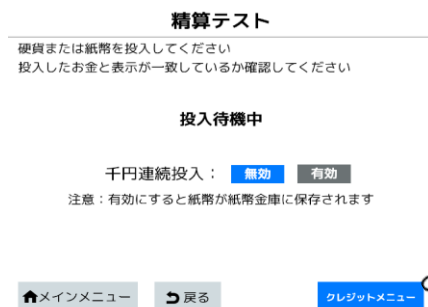 精算テスト
硬貨または紙幣を投入してください
投入したお金と表示が一致しているか確認してください
投入待機中
千円連続投入： 無効 有効
注意：有効にすると紙幣が紙幣金庫に保存されます
メインメニュー 戻る クレジットメニュー